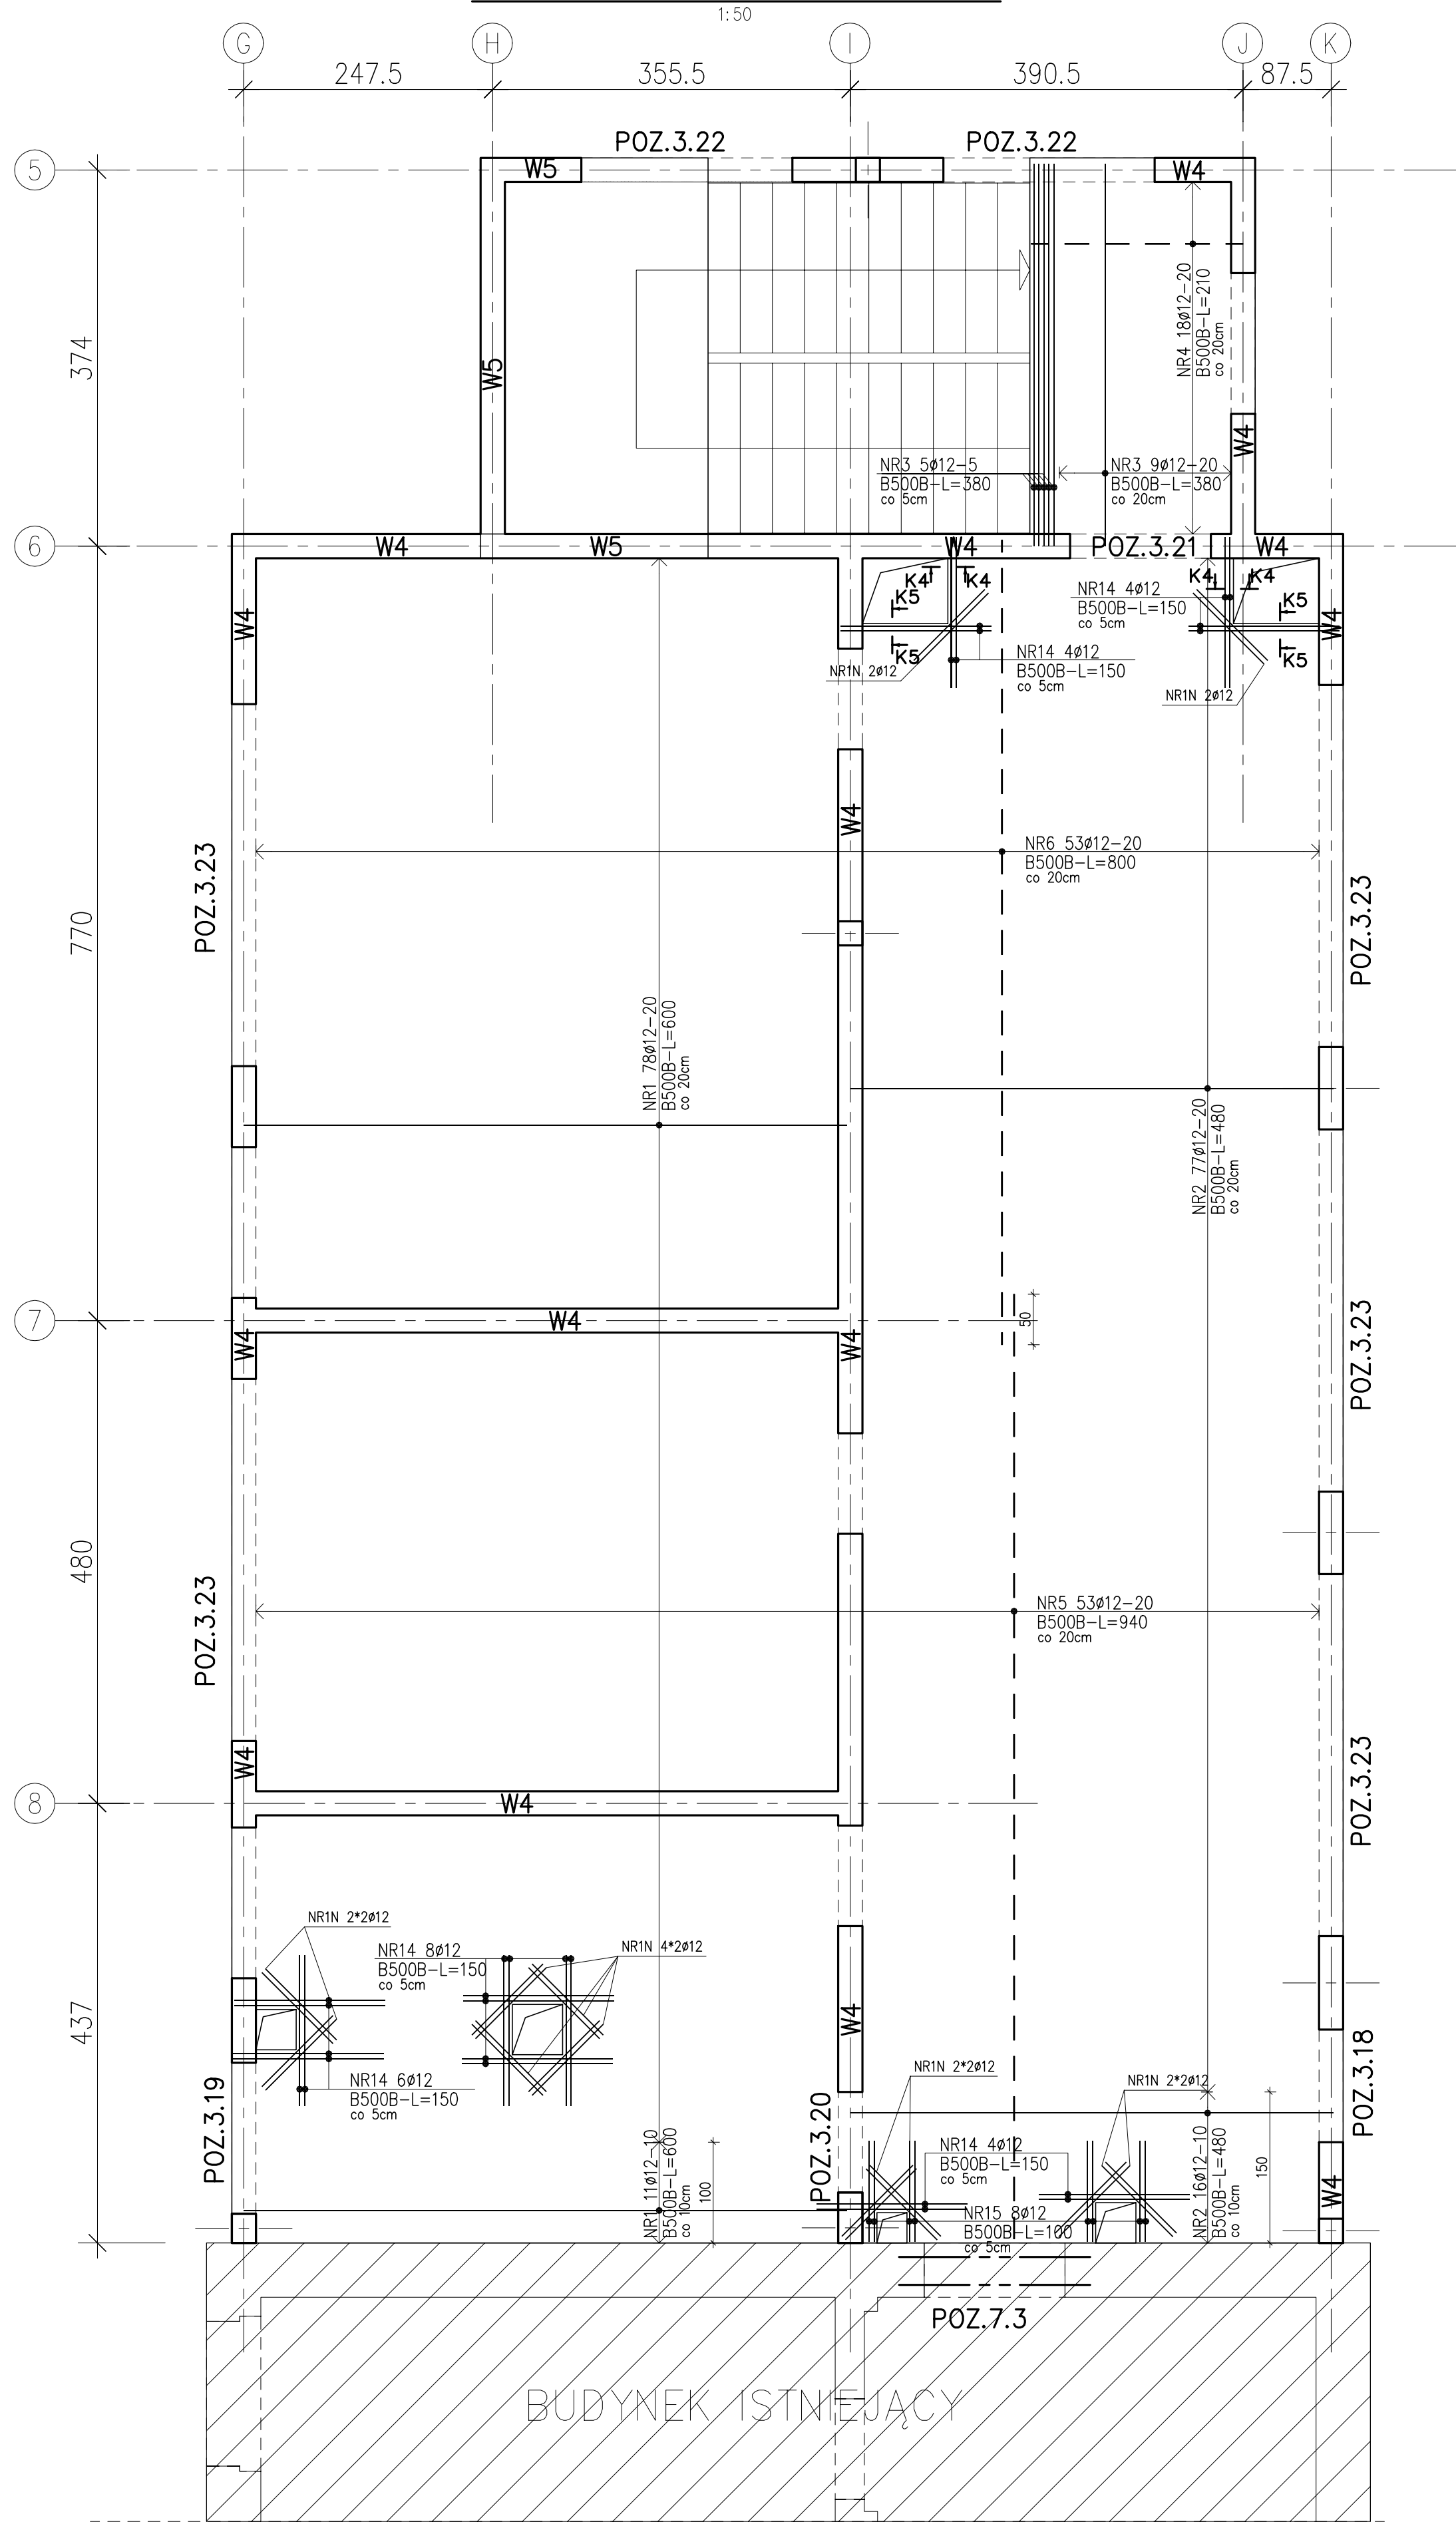 1:50
G
H
I
J
K
247.5
355.5
390.5
87.5
POZ.3.22
POZ.3.22
5
W5
W4
374
W5
NR4 18ø12-20
B500B-L=210
co 20cm
W4
NR3 5ø12-5
B500B-L=380
co 5cm
NR3 9ø12-20
B500B-L=380
co 20cm
6
W4
W5
W4
POZ.3.21
W4
K4
K4
K4
K4
K5
K5
NR14 4ø12
B500B-L=150
co 5cm
W4
W4
K5
K5
NR14 4ø12
B500B-L=150
co 5cm
NR1N 2ø12
NR1N 2ø12
W4
770
POZ.3.23
NR6 53ø12-20
B500B-L=800
co 20cm
POZ.3.23
NR1 78ø12-20
B500B-L=600
co 20cm
NR2 77ø12-20
B500B-L=480
co 20cm
7
W4
W4
W4
50
POZ.3.23
480
POZ.3.23
NR5 53ø12-20
B500B-L=940
co 20cm
W4
POZ.3.23
8
W4
437
NR1N 2*2ø12
NR14 8ø12
B500B-L=150
co 5cm
NR1N 4*2ø12
W4
NR14 6ø12
B500B-L=150
co 5cm
POZ.3.19
POZ.3.20
POZ.3.18
NR1N 2*2ø12
NR1N 2*2ø12
NR1 11ø12-10
B500B-L=600
co 10cm
100
NR14 4ø12
B500B-L=150
co 5cm
NR15 8ø12
B500B-L=100
co 5cm
NR2 16ø12-10
B500B-L=480
co 10cm
150
W4
POZ.7.3
BUDYNEK ISTNIEJĄCY